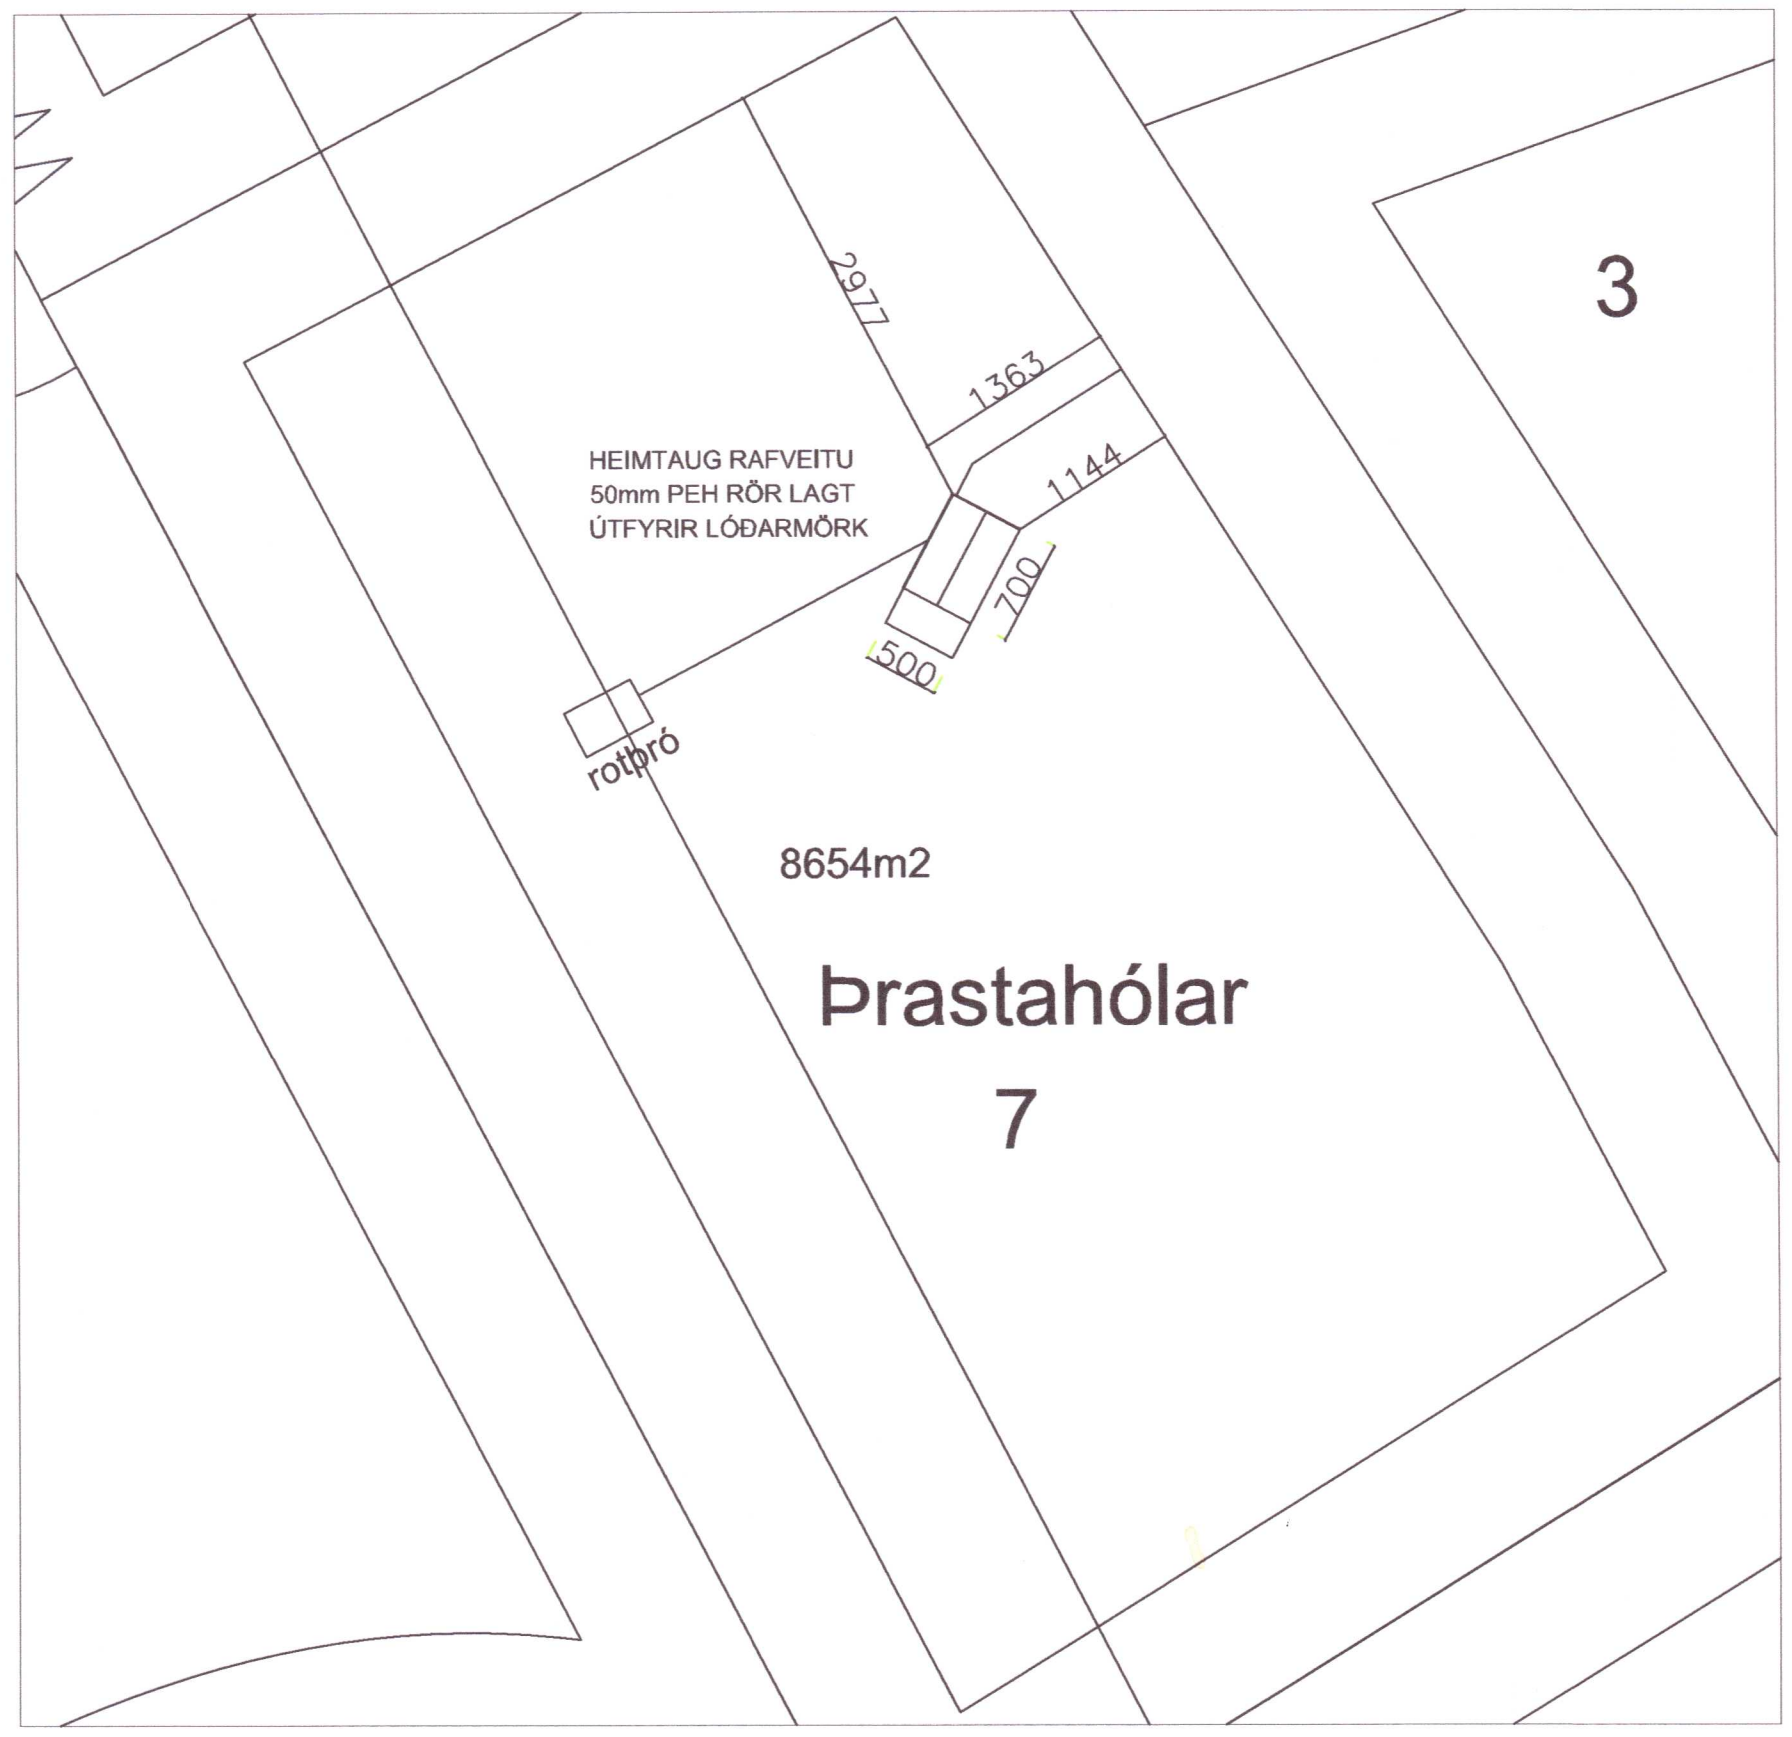 3
2977
1363
1144
HEIMTAUG RAFVEITU
50mm PEH RÖR LAGT
ÚTFYRIR LÓÐARMÖRK
700
500
rotþró
8654m2
Þrastahólar
7